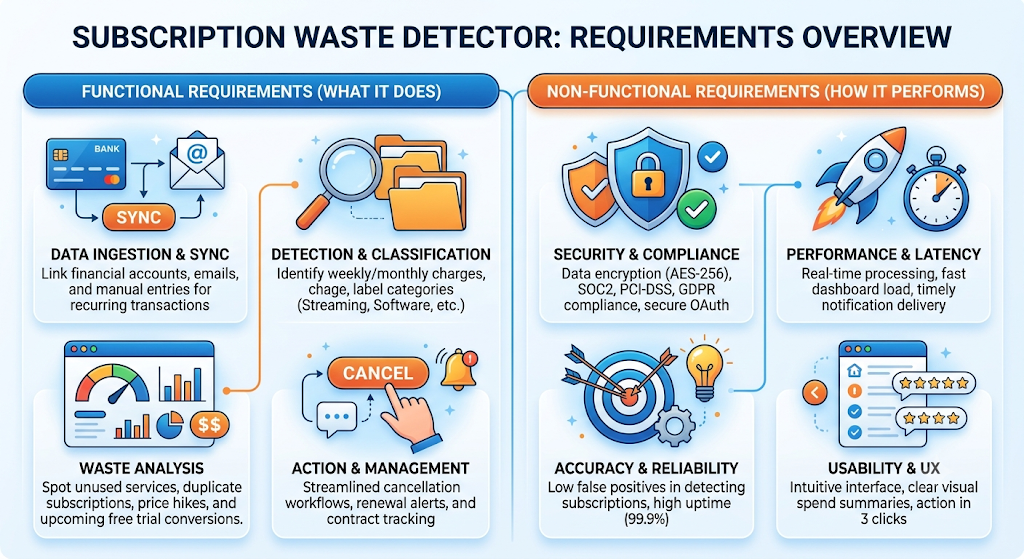 SUBSCRIPTION WASTE DETECTOR: REQUIREMENTS OVERVIEW
FUNCTIONAL REQUIREMENTS (WHAT IT DOES)
BANK
@
SYNC
DATA INGESTION & SYNC
Link financial accounts, emails,
and manual entries for
recurring transactions
DETECTION & CLASSIFICATION
Identify weekly/monthly charges,
chage, label categories
(Streaming, Software, etc.)
$$
WASTE ANALYSIS
Spot unused services, duplicate
subscriptions, price hikes, and
upcoming free trial conversions.
CANCEL
!
ACTION & MANAGEMENT
Streamlined cancellation
workflows, renewal alerts, and
contract tracking
NON-FUNCTIONAL REQUIREMENTS (HOW IT PERFORMS)
SECURITY & COMPLIANCE
Data encryption (AES-256),
SOC2, PCI-DSS, GDPR
compliance, secure OAuth
PERFORMANCE & LATENCY
Real-time processing, fast
dashboard load, timely
notification delivery
ACCURACY & RELIABILITY
Low false positives in detecting
subscriptions, high uptime
(99.9%)
USABILITY & UX
Intuitive interface, clear visual
spend summaries, action in
3 clicks